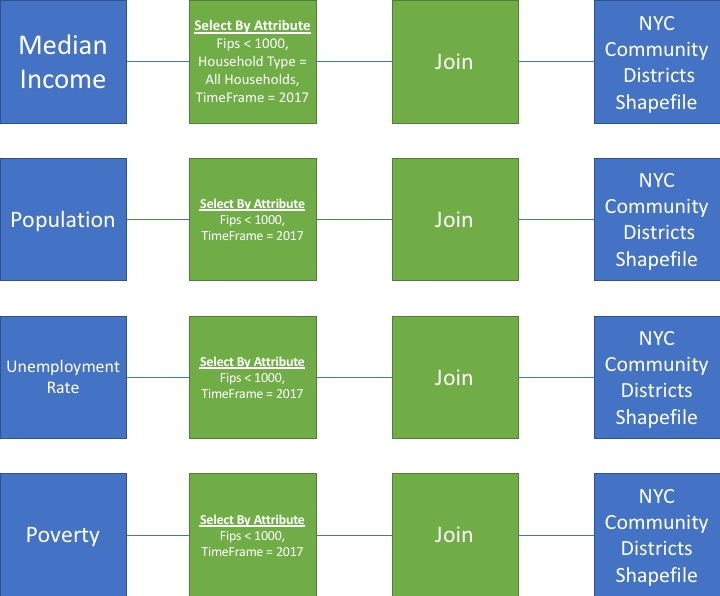 Median
Income
Select By Attribute
Fips < 1000,
Household Type =
All Households,
TimeFrame = 2017
Join
NYC
Community
Districts
Shapefile
Population
Select By Attribute
Fips < 1000,
TimeFrame = 2017
Join
NYC
Community
Districts
Shapefile
Unemployment
Rate
Select By Attribute
Fips < 1000,
TimeFrame = 2017
Join
NYC
Community
Districts
Shapefile
Poverty
Select By Attribute
Fips < 1000,
TimeFrame = 2017
Join
NYC
Community
Districts
Shapefile